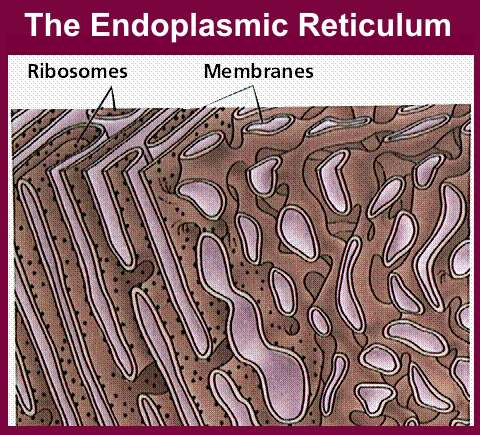 The Endoplasmic Reticulum
Ribosomes Membranes